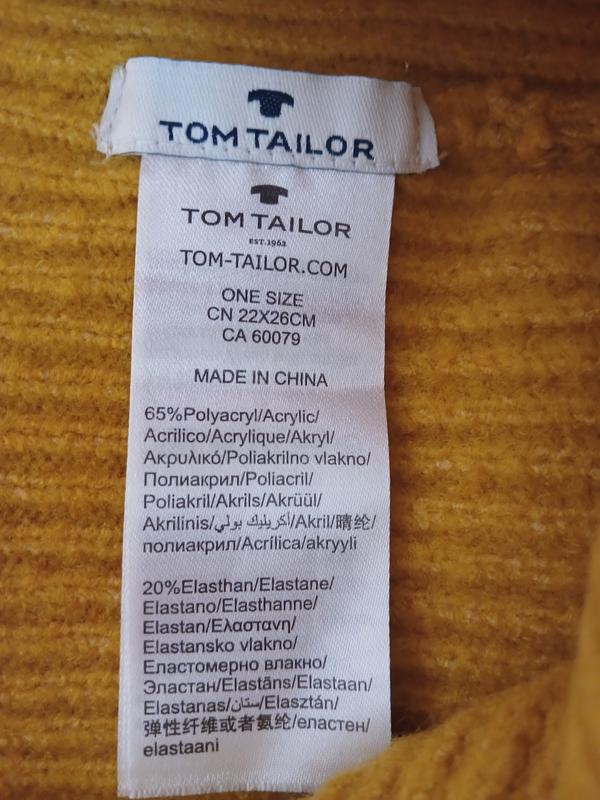 TOM TAILOR
TOM TAILOR
EST.1962
TOM-TAILOR.COM
ONE SIZE
CN 22X26CM
CA 60079
MADE IN CHINA
65%Polyacryl/Acrylic/
Acrilico/Acrylique/Akryl/
Ακρυλικό/Poliakrilno vlakno/
Полиакрил/Poliacril/
Poliakril/Akrils/Akrüül/
Akrilinis/أكريليك بولي/Akril/晴纶/
полиакрил/Acrílica/akryyli
20%Elasthan/Elastane/
Elastano/Elasthanne/
Elastan/Ελαστανη/
Elastansko vlakno/
Еластомерно влакно/
Эластан/Elastāns/Elastaan/
Elastanas/ستان/Elasztán/
弹性纤维或者氨纶/еластен/
elastaani